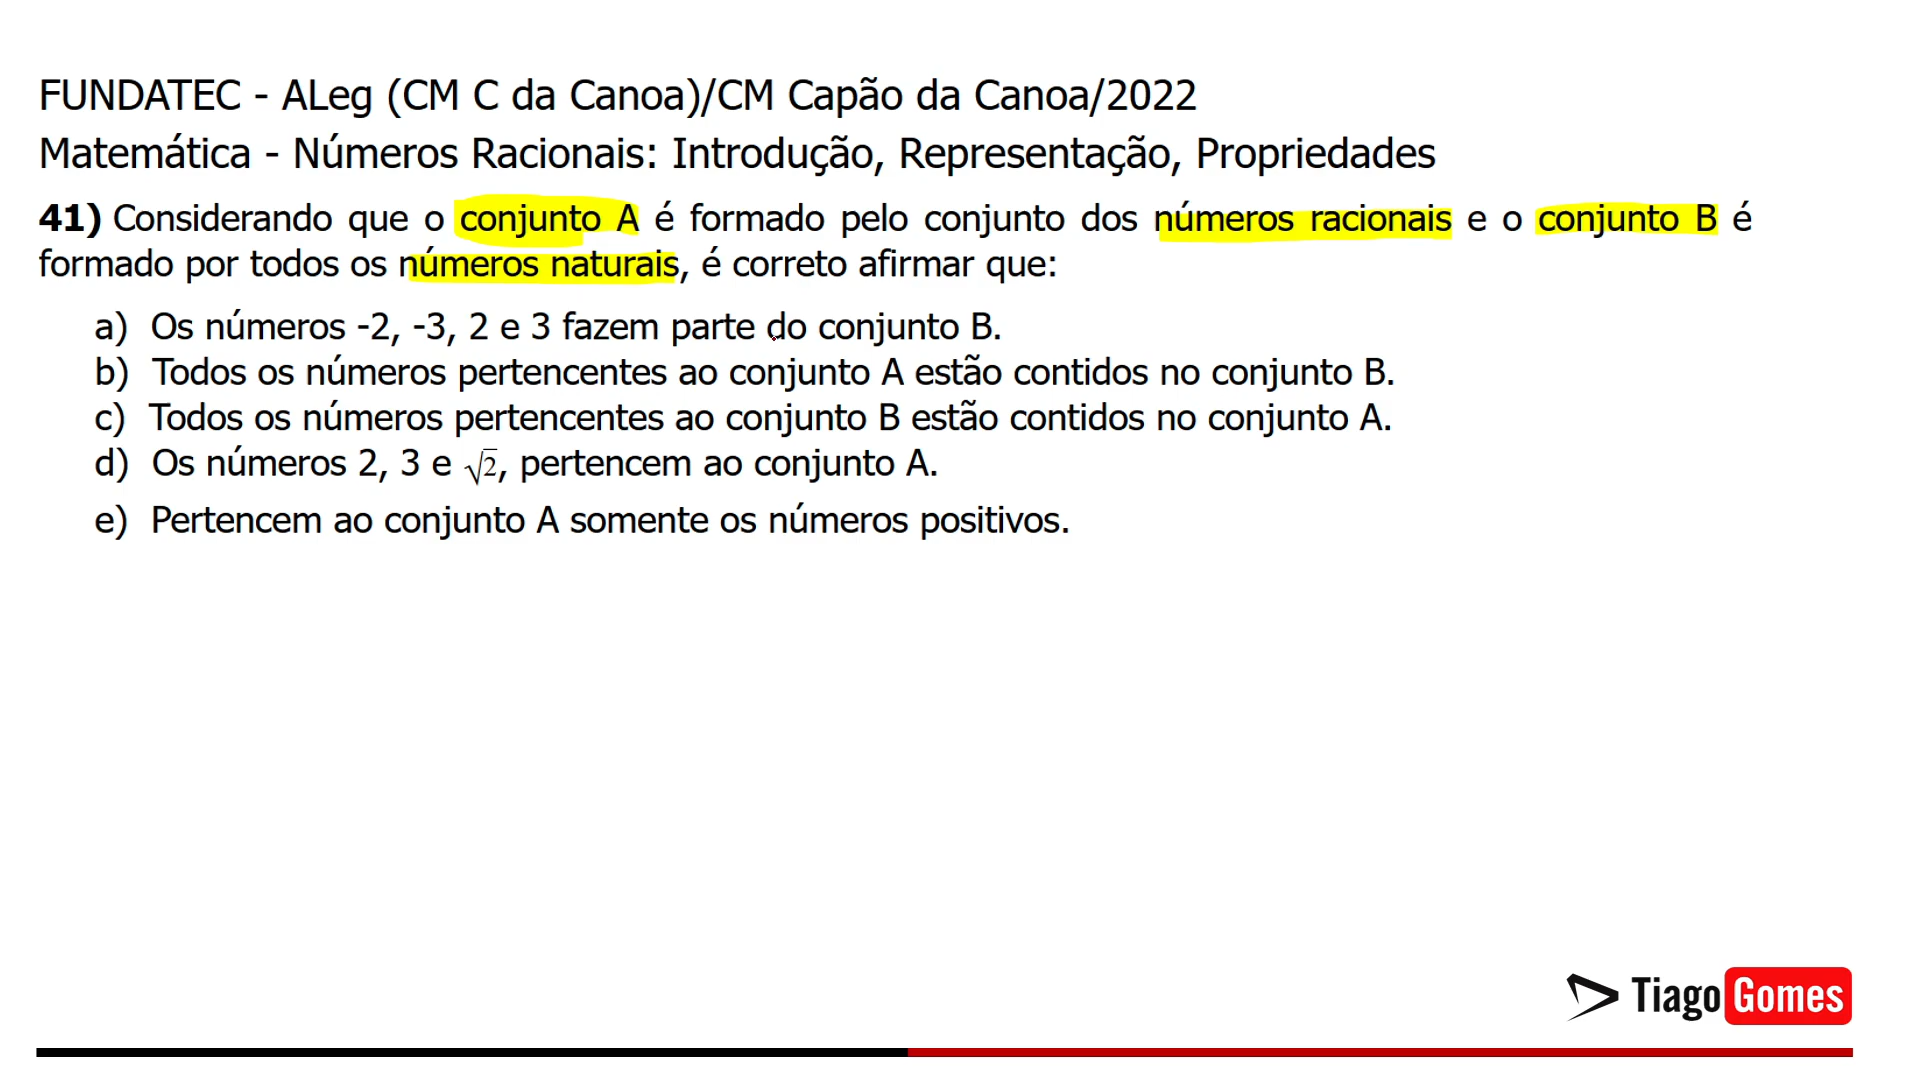 FUNDATEC - ALeg (CM C da Canoa)/CM Capão da Canoa/2022
Matemática - Números Racionais: Introdução, Representação, Propriedades
41) Considerando que o conjunto A é formado pelo conjunto dos números racionais e o conjunto B é
formado por todos os números naturais, é correto afirmar que:
a) Os números -2, -3, 2 e 3 fazem parte do conjunto B.
b) Todos os números pertencentes ao conjunto A estão contidos no conjunto B.
c) Todos os números pertencentes ao conjunto B estão contidos no conjunto A.
d) Os números 2, 3 e √2, pertencem ao conjunto A.
e) Pertencem ao conjunto A somente os números positivos.
Tiago Gomes